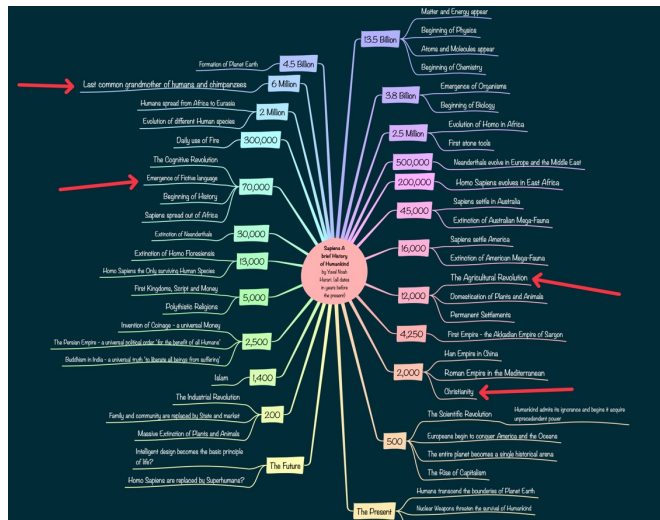 Sapiens A
brief History
of Humankind
by Yuval Noah
Harari (all dates
in years before
the present)
13.5 Billion
Matter and Energy appear
Beginning of Physics
Atoms and Molecules appear
Beginning of Chemistry
4.5 Billion
Formation of Planet Earth
3.8 Billion
Emergence of Organisms
Beginning of Biology
6 Million
Last common grandmother of humans and chimpanzees
2.5 Million
Evolution of Homo in Africa
First stone tools
2 Million
Humans spread from Africa to Eurasia
Evolution of different Human species
500,000
Neanderthals evolve in Europe and the Middle East
300,000
Daily use of Fire
200,000
Homo Sapiens evolves in East Africa
70,000
The Cognitive Revolution
Emergence of Fictive language
Beginning of History
Sapiens spread out of Africa
45,000
Sapiens settle in Australia
Extinction of Australian Mega-Fauna
30,000
Extinction of Neanderthals
16,000
Sapiens settle America
Extinction of American Mega-Fauna
13,000
Extinction of Homo Floresiensis
Homo Sapiens the Only surviving Human Species
12,000
The Agricultural Revolution
Domestication of Plants and Animals
Permanent Settlements
5,000
First Kingdoms, Script and Money
Polythistic Religions
4,250
First Empire - the Akkadian Empire of Sargon
2,500
Invention of Coinage - a universal Money
The Persian Empire - a universal political order 'for the benefit of all Humans'
Buddhism in India - a universal truth 'to liberate all beings from suffering'
2,000
Han Empire in China
Roman Empire in the Mediterranean
Christianity
1,400
Islam
500
The Scientific Revolution
Humankind admits its ignorance and begins it acquire
unprecendented power
Europeans begin to conquer America and the Oceans
The entire planet becomes a single historical arena
The Rise of Capitalism
200
The Industrial Revolution
Family and community are replaced by State and market
Massive Extinction of Plants and Animals
The Present
Humans transcend the bounderies of Planet Earth
Nuclear Weapons threaten the survival of Humankind
The Future
Intelligent design becomes the basic principle
of life?
Homo Sapiens are replaced by Superhumans?